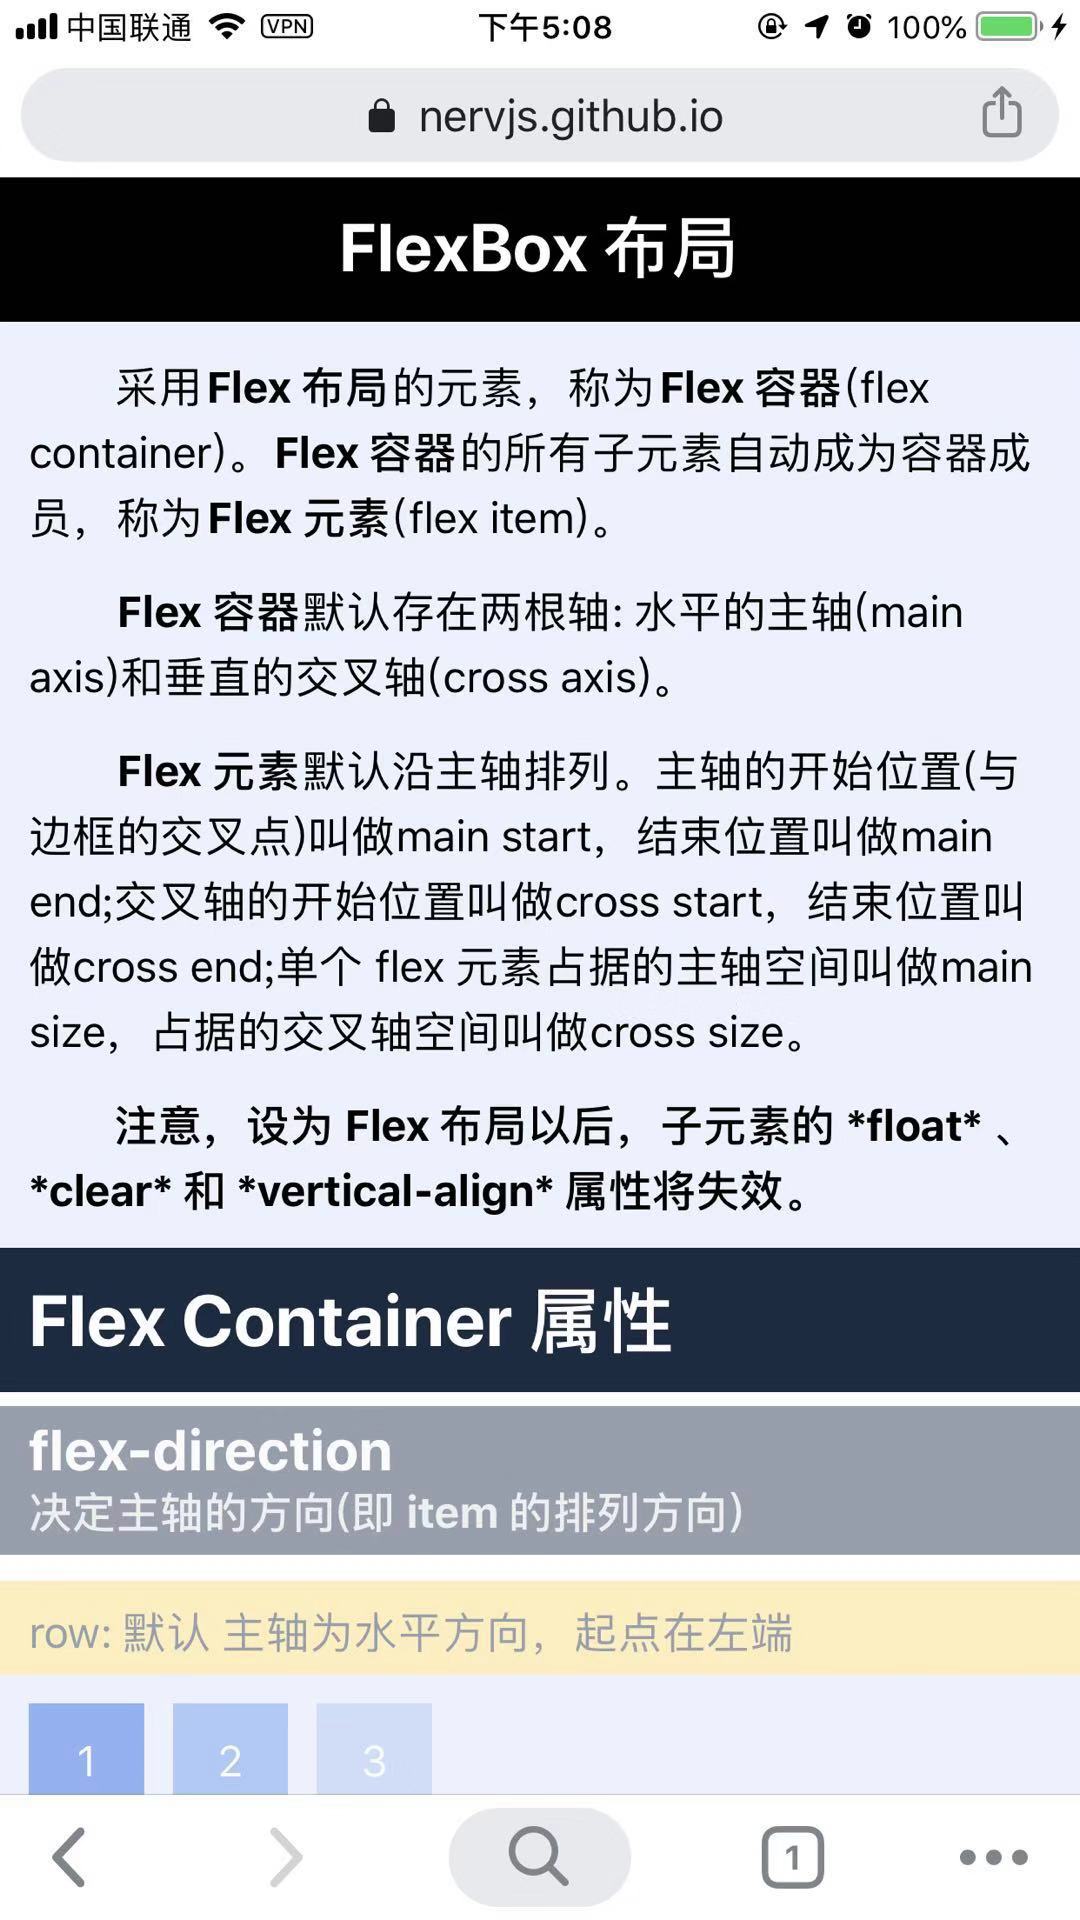 中国联通 VPN 下午5:08 100%
nervjs.github.io
FlexBox 布局
采用Flex 布局的元素，称为Flex 容器(flex
container)。Flex 容器的所有子元素自动成为容器成
员，称为Flex 元素(flex item)。
Flex 容器默认存在两根轴: 水平的主轴(main
axis)和垂直的交叉轴(cross axis)。
Flex 元素默认沿主轴排列。主轴的开始位置(与
边框的交叉点)叫做main start，结束位置叫做main
end;交叉轴的开始位置叫做cross start，结束位置叫
做cross end;单个 flex 元素占据的主轴空间叫做main
size，占据的交叉轴空间叫做cross size。
注意，设为 Flex 布局以后，子元素的 *float* 、
*clear* 和 *vertical-align* 属性将失效。
Flex Container 属性
flex-direction
决定主轴的方向(即 item 的排列方向)
row: 默认 主轴为水平方向，起点在左端
1 2 3
1